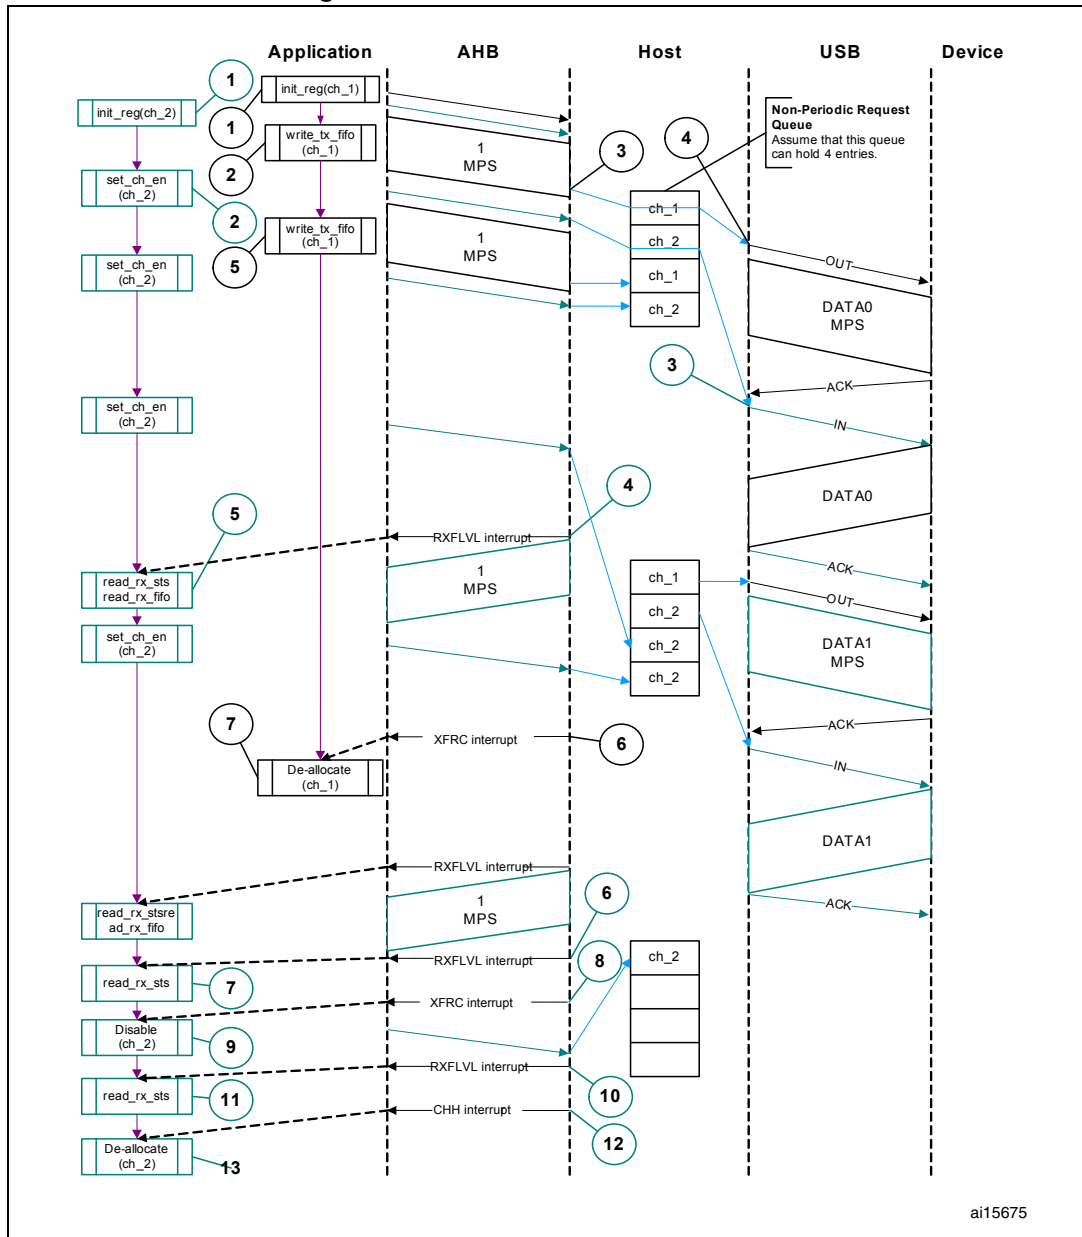 Application AHB Host USB Device
1
init_reg(ch_2)
init_reg(ch_1)
1
Non-Periodic Request
Queue
Assume that this queue
can hold 4 entries.
write_tx_fifo
(ch_1)
2
1
MPS
3
4
set_ch_en
(ch_2)
2
ch_1
ch_2
ch_1
ch_2
write_tx_fifo
(ch_1)
5
1
MPS
set_ch_en
(ch_2)
OUT
DATA0
MPS
3
ACK
set_ch_en
(ch_2)
IN
5
4
DATA0
RXFLVL interrupt
read_rx_sts
read_rx_fifo
1
MPS
ch_1
ch_2
ch_2
ch_2
ACK
OUT
set_ch_en
(ch_2)
DATA1
MPS
7
XFRC interrupt
6
ACK
De-allocate
(ch_1)
IN
DATA1
RXFLVL interrupt
read_rx_stsre
ad_rx_fifo
1
MPS
6
ACK
RXFLVL interrupt
8
ch_2
read_rx_sts
7
XFRC interrupt
Disable
(ch_2)
9
RXFLVL interrupt
10
read_rx_sts
11
CHH interrupt
12
De-allocate
(ch_2)
13
ai15675